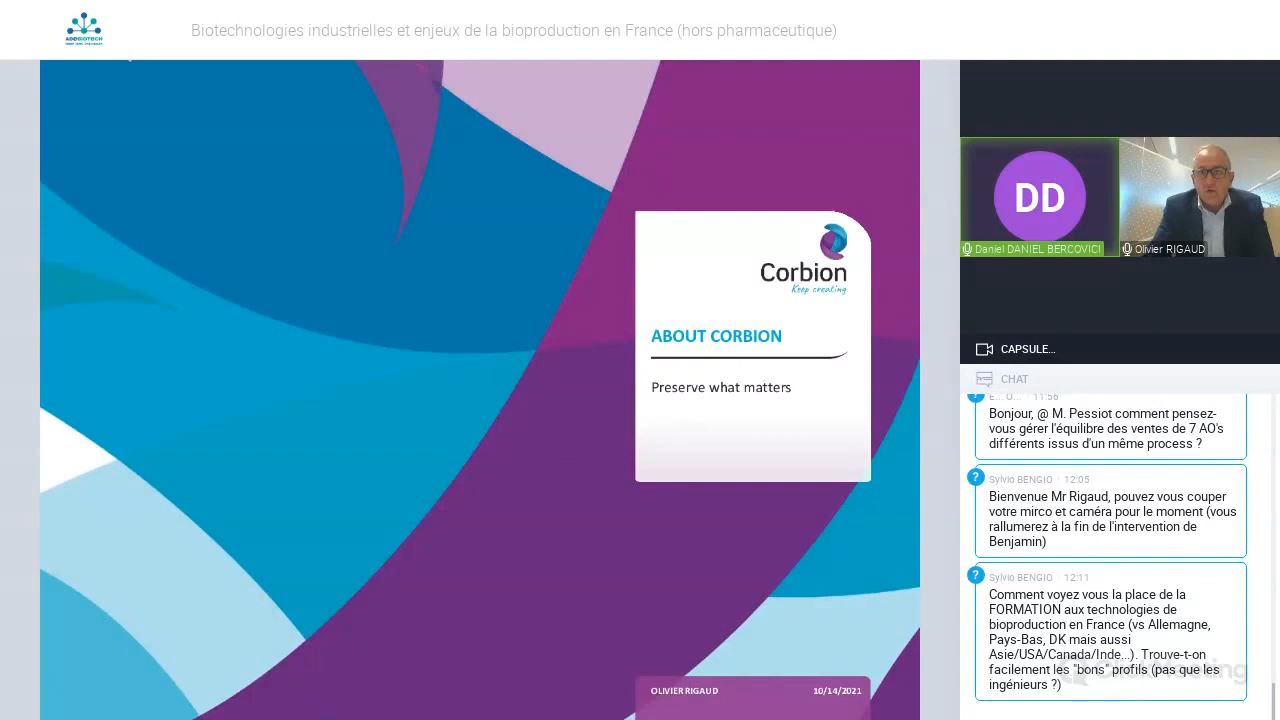 ADEBIOTECH
Biotechnologies industrielles et enjeux de la bioproduction en France (hors pharmaceutique)
Corbion
Keep creating
ABOUT CORBION
Preserve what matters
OLIVIER RIGAUD 10/14/2021
DD
Daniel DANIEL BERCOVICI
Olivier RIGAUD
CAPSULE...
CHAT
E... O... · 11:56
Bonjour, @ M. Pessiot comment pensez-
vous gérer l'équilibre des ventes de 7 AO's
différents issus d'un même process ?
?
Sylvio BENGIO · 12:05
Bienvenue Mr Rigaud, pouvez vous couper
votre mirco et caméra pour le moment (vous
rallumerez à la fin de l'intervention de
Benjamin)
?
Sylvio BENGIO · 12:11
Comment voyez vous la place de la
FORMATION aux technologies de
bioproduction en France (vs Allemagne,
Pays-Bas, DK mais aussi
Asie/USA/Canada/Inde...). Trouve-t-on
facilement les "bons" profils (pas que les
ingénieurs ?)
ClickMeeting